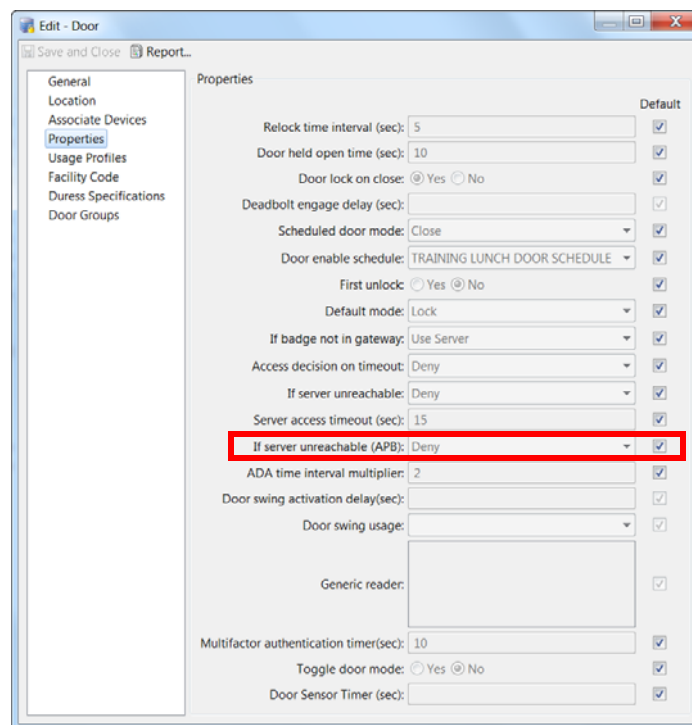 Edit - Door
Save and Close Report...
General
Location
Associate Devices
Properties
Usage Profiles
Facility Code
Duress Specifications
Door Groups
Properties
Default
Relock time interval (sec): 5
Door held open time (sec): 10
Door lock on close: Yes No
Deadbolt engage delay (sec):
Scheduled door mode: Close
Door enable schedule: TRAINING LUNCH DOOR SCHEDULE
First unlock: Yes No
Default mode: Lock
If badge not in gateway: Use Server
Access decision on timeout: Deny
If server unreachable: Deny
Server access timeout (sec): 15
If server unreachable (APB): Deny
ADA time interval multiplier: 2
Door swing activation delay(sec):
Door swing usage:
Generic reader:
Multifactor authentication timer(sec): 10
Toggle door mode: Yes No
Door Sensor Timer (sec):